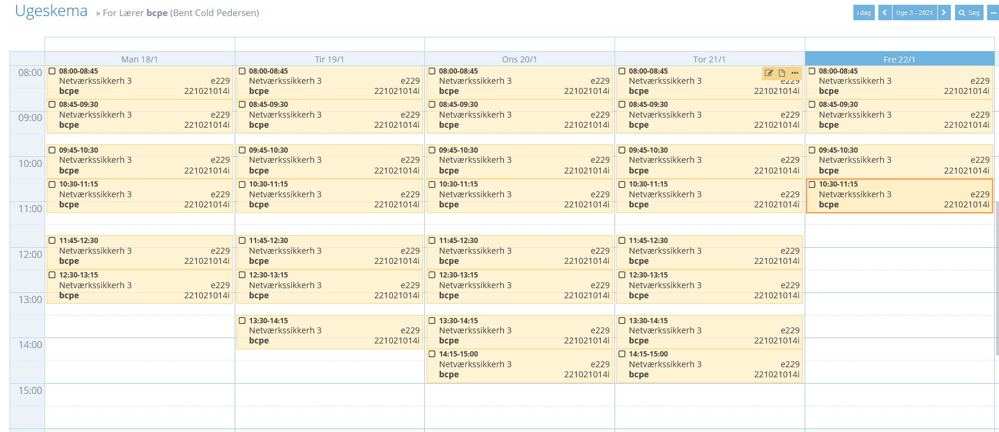 Ugeskema » For Lærer bcpe (Bent Cold Pedersen)
i dag Uge 3 - 2021 Søg
Man 18/1 Tir 19/1 Ons 20/1 Tor 21/1 Fre 22/1
08:00
08:00-08:45 08:00-08:45 08:00-08:45 08:00-08:45 08:00-08:45
Netværkssikkerh 3 e229 Netværkssikkerh 3 e229 Netværkssikkerh 3 e229 Netværkssikkerh 3 e229 Netværkssikkerh 3 e229
bcpe 221021014i bcpe 221021014i bcpe 221021014i bcpe 221021014i bcpe 221021014i
08:45-09:30 08:45-09:30 08:45-09:30 08:45-09:30 08:45-09:30
09:00
Netværkssikkerh 3 e229 Netværkssikkerh 3 e229 Netværkssikkerh 3 e229 Netværkssikkerh 3 e229 Netværkssikkerh 3 e229
bcpe 221021014i bcpe 221021014i bcpe 221021014i bcpe 221021014i bcpe 221021014i
09:45-10:30 09:45-10:30 09:45-10:30 09:45-10:30 09:45-10:30
10:00
Netværkssikkerh 3 e229 Netværkssikkerh 3 e229 Netværkssikkerh 3 e229 Netværkssikkerh 3 e229 Netværkssikkerh 3 e229
bcpe 221021014i bcpe 221021014i bcpe 221021014i bcpe 221021014i bcpe 221021014i
10:30-11:15 10:30-11:15 10:30-11:15 10:30-11:15 10:30-11:15
Netværkssikkerh 3 e229 Netværkssikkerh 3 e229 Netværkssikkerh 3 e229 Netværkssikkerh 3 e229 Netværkssikkerh 3 e229
bcpe 221021014i bcpe 221021014i bcpe 221021014i bcpe 221021014i bcpe 221021014i
11:00
11:45-12:30 11:45-12:30 11:45-12:30 11:45-12:30
12:00
Netværkssikkerh 3 e229 Netværkssikkerh 3 e229 Netværkssikkerh 3 e229 Netværkssikkerh 3 e229
bcpe 221021014i bcpe 221021014i bcpe 221021014i bcpe 221021014i
12:30-13:15 12:30-13:15 12:30-13:15 12:30-13:15
Netværkssikkerh 3 e229 Netværkssikkerh 3 e229 Netværkssikkerh 3 e229 Netværkssikkerh 3 e229
bcpe 221021014i bcpe 221021014i bcpe 221021014i bcpe 221021014i
13:00
13:30-14:15 13:30-14:15 13:30-14:15
Netværkssikkerh 3 e229 Netværkssikkerh 3 e229 Netværkssikkerh 3 e229
bcpe 221021014i bcpe 221021014i bcpe 221021014i
14:00
14:15-15:00 14:15-15:00
Netværkssikkerh 3 e229 Netværkssikkerh 3 e229
bcpe 221021014i bcpe 221021014i
15:00